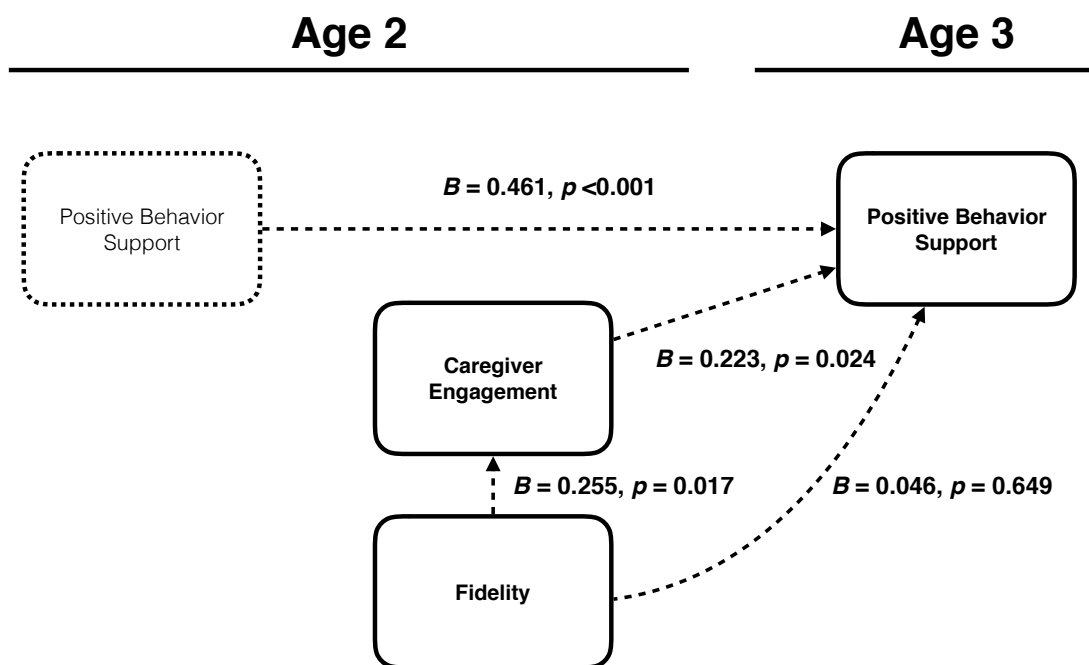 Age 2
Age 3
B = 0.461, p <0.001
Positive Behavior
Support
Positive Behavior
Support
Caregiver
Engagement
B = 0.223, p = 0.024
B = 0.255, p = 0.017
B = 0.046, p = 0.649
Fidelity